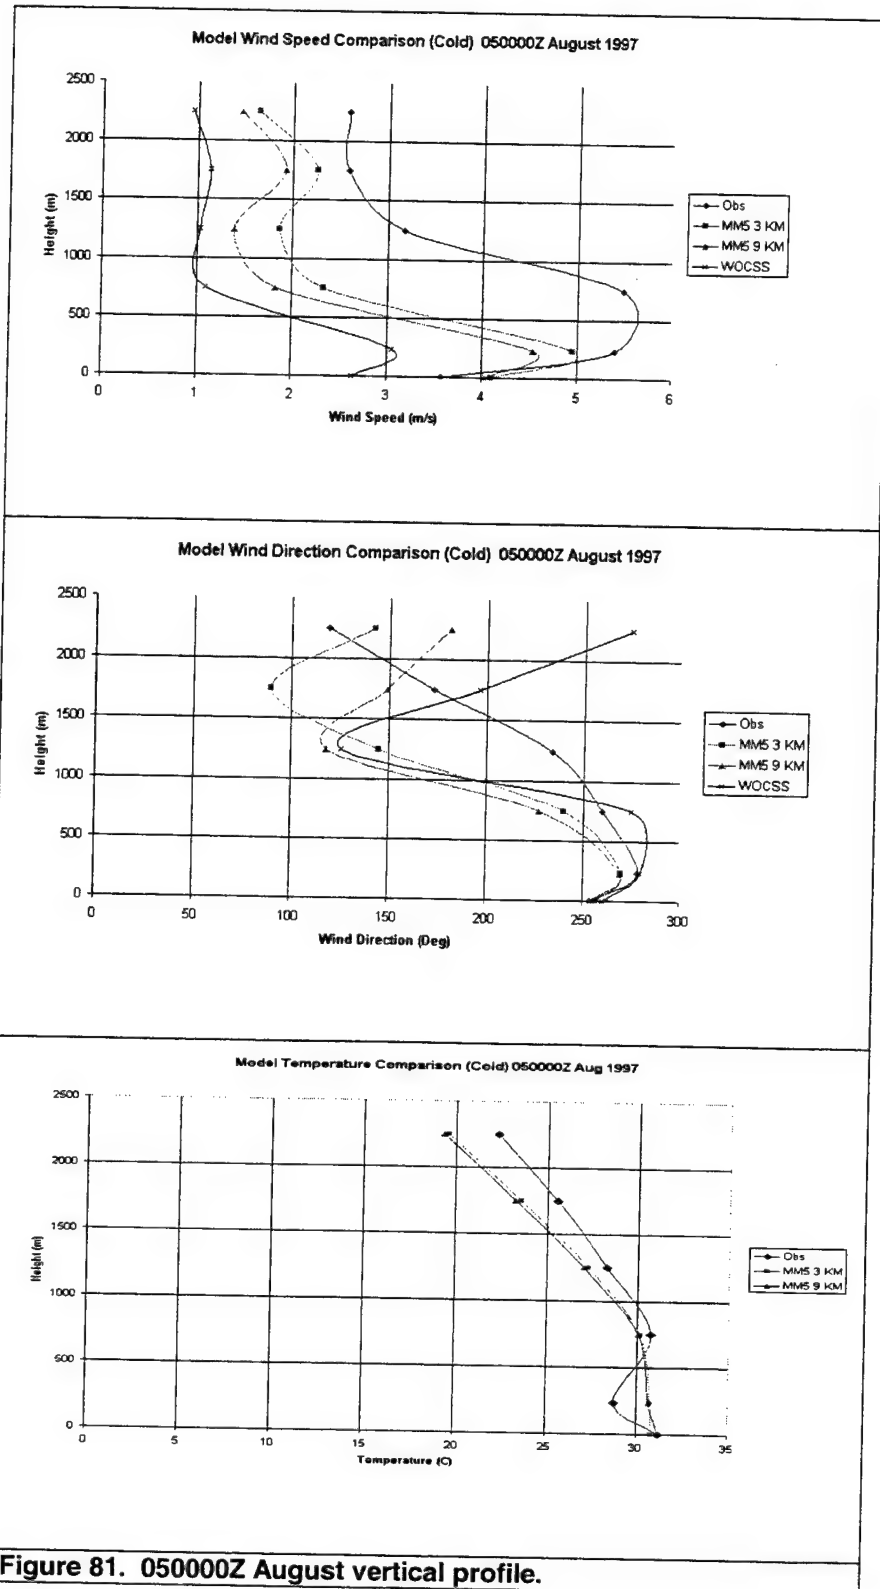 Model Wind Speed Comparison (Cold) 050000Z August 1997
2500
2000
1500
1000
500
0
Height (m)
0 1 2 3 4 5 6
Wind Speed (m/s)
Obs
MM5 3 KM
MM5 9 KM
WOCSS
Model Wind Direction Comparison (Cold) 050000Z August 1997
2500
2000
1500
1000
500
0
Height (m)
0 50 100 150 200 250 300
Wind Direction (Deg)
Obs
MM5 3 KM
MM5 9 KM
WOCSS
Model Temperature Comparison (Cold) 050000Z Aug 1997
2500
2000
1500
1000
500
0
Height (m)
0 5 10 15 20 25 30 35
Temperature (C)
Obs
MM5 3 KM
MM5 9 KM
Figure 81. 050000Z August vertical profile.